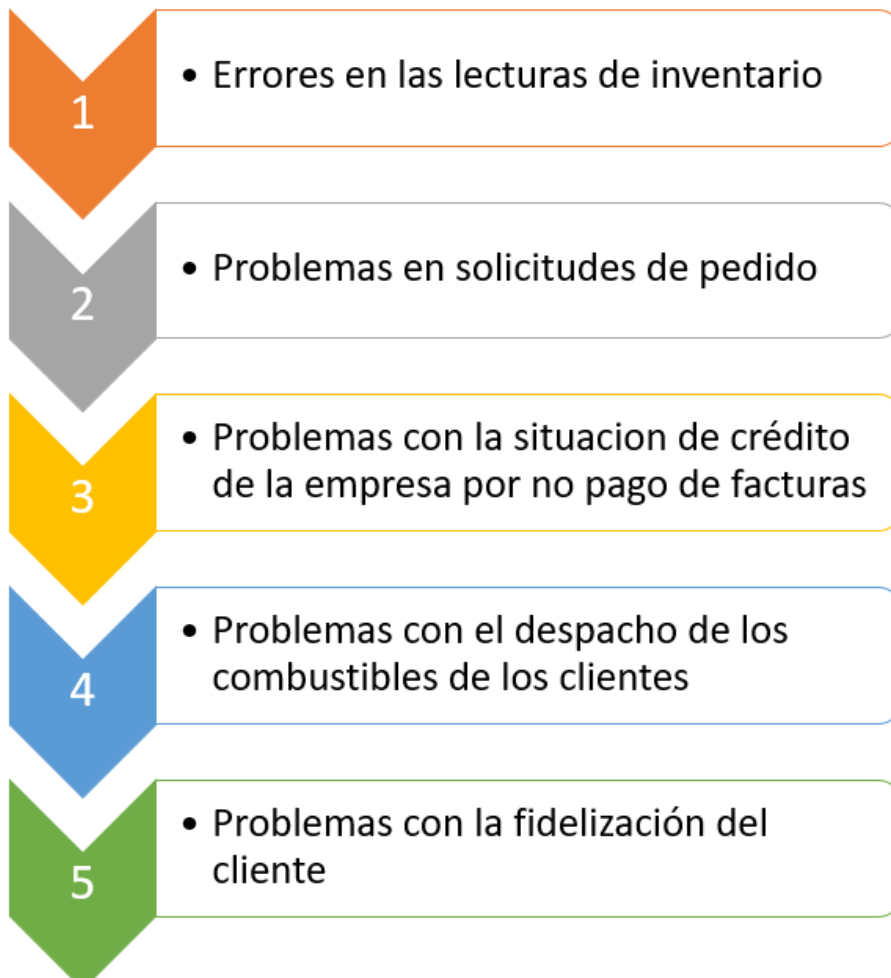 1
• Errores en las lecturas de inventario
2
• Problemas en solicitudes de pedido
3
• Problemas con la situacion de crédito
de la empresa por no pago de facturas
4
• Problemas con el despacho de los
combustibles de los clientes
5
• Problemas con la fidelización del
cliente